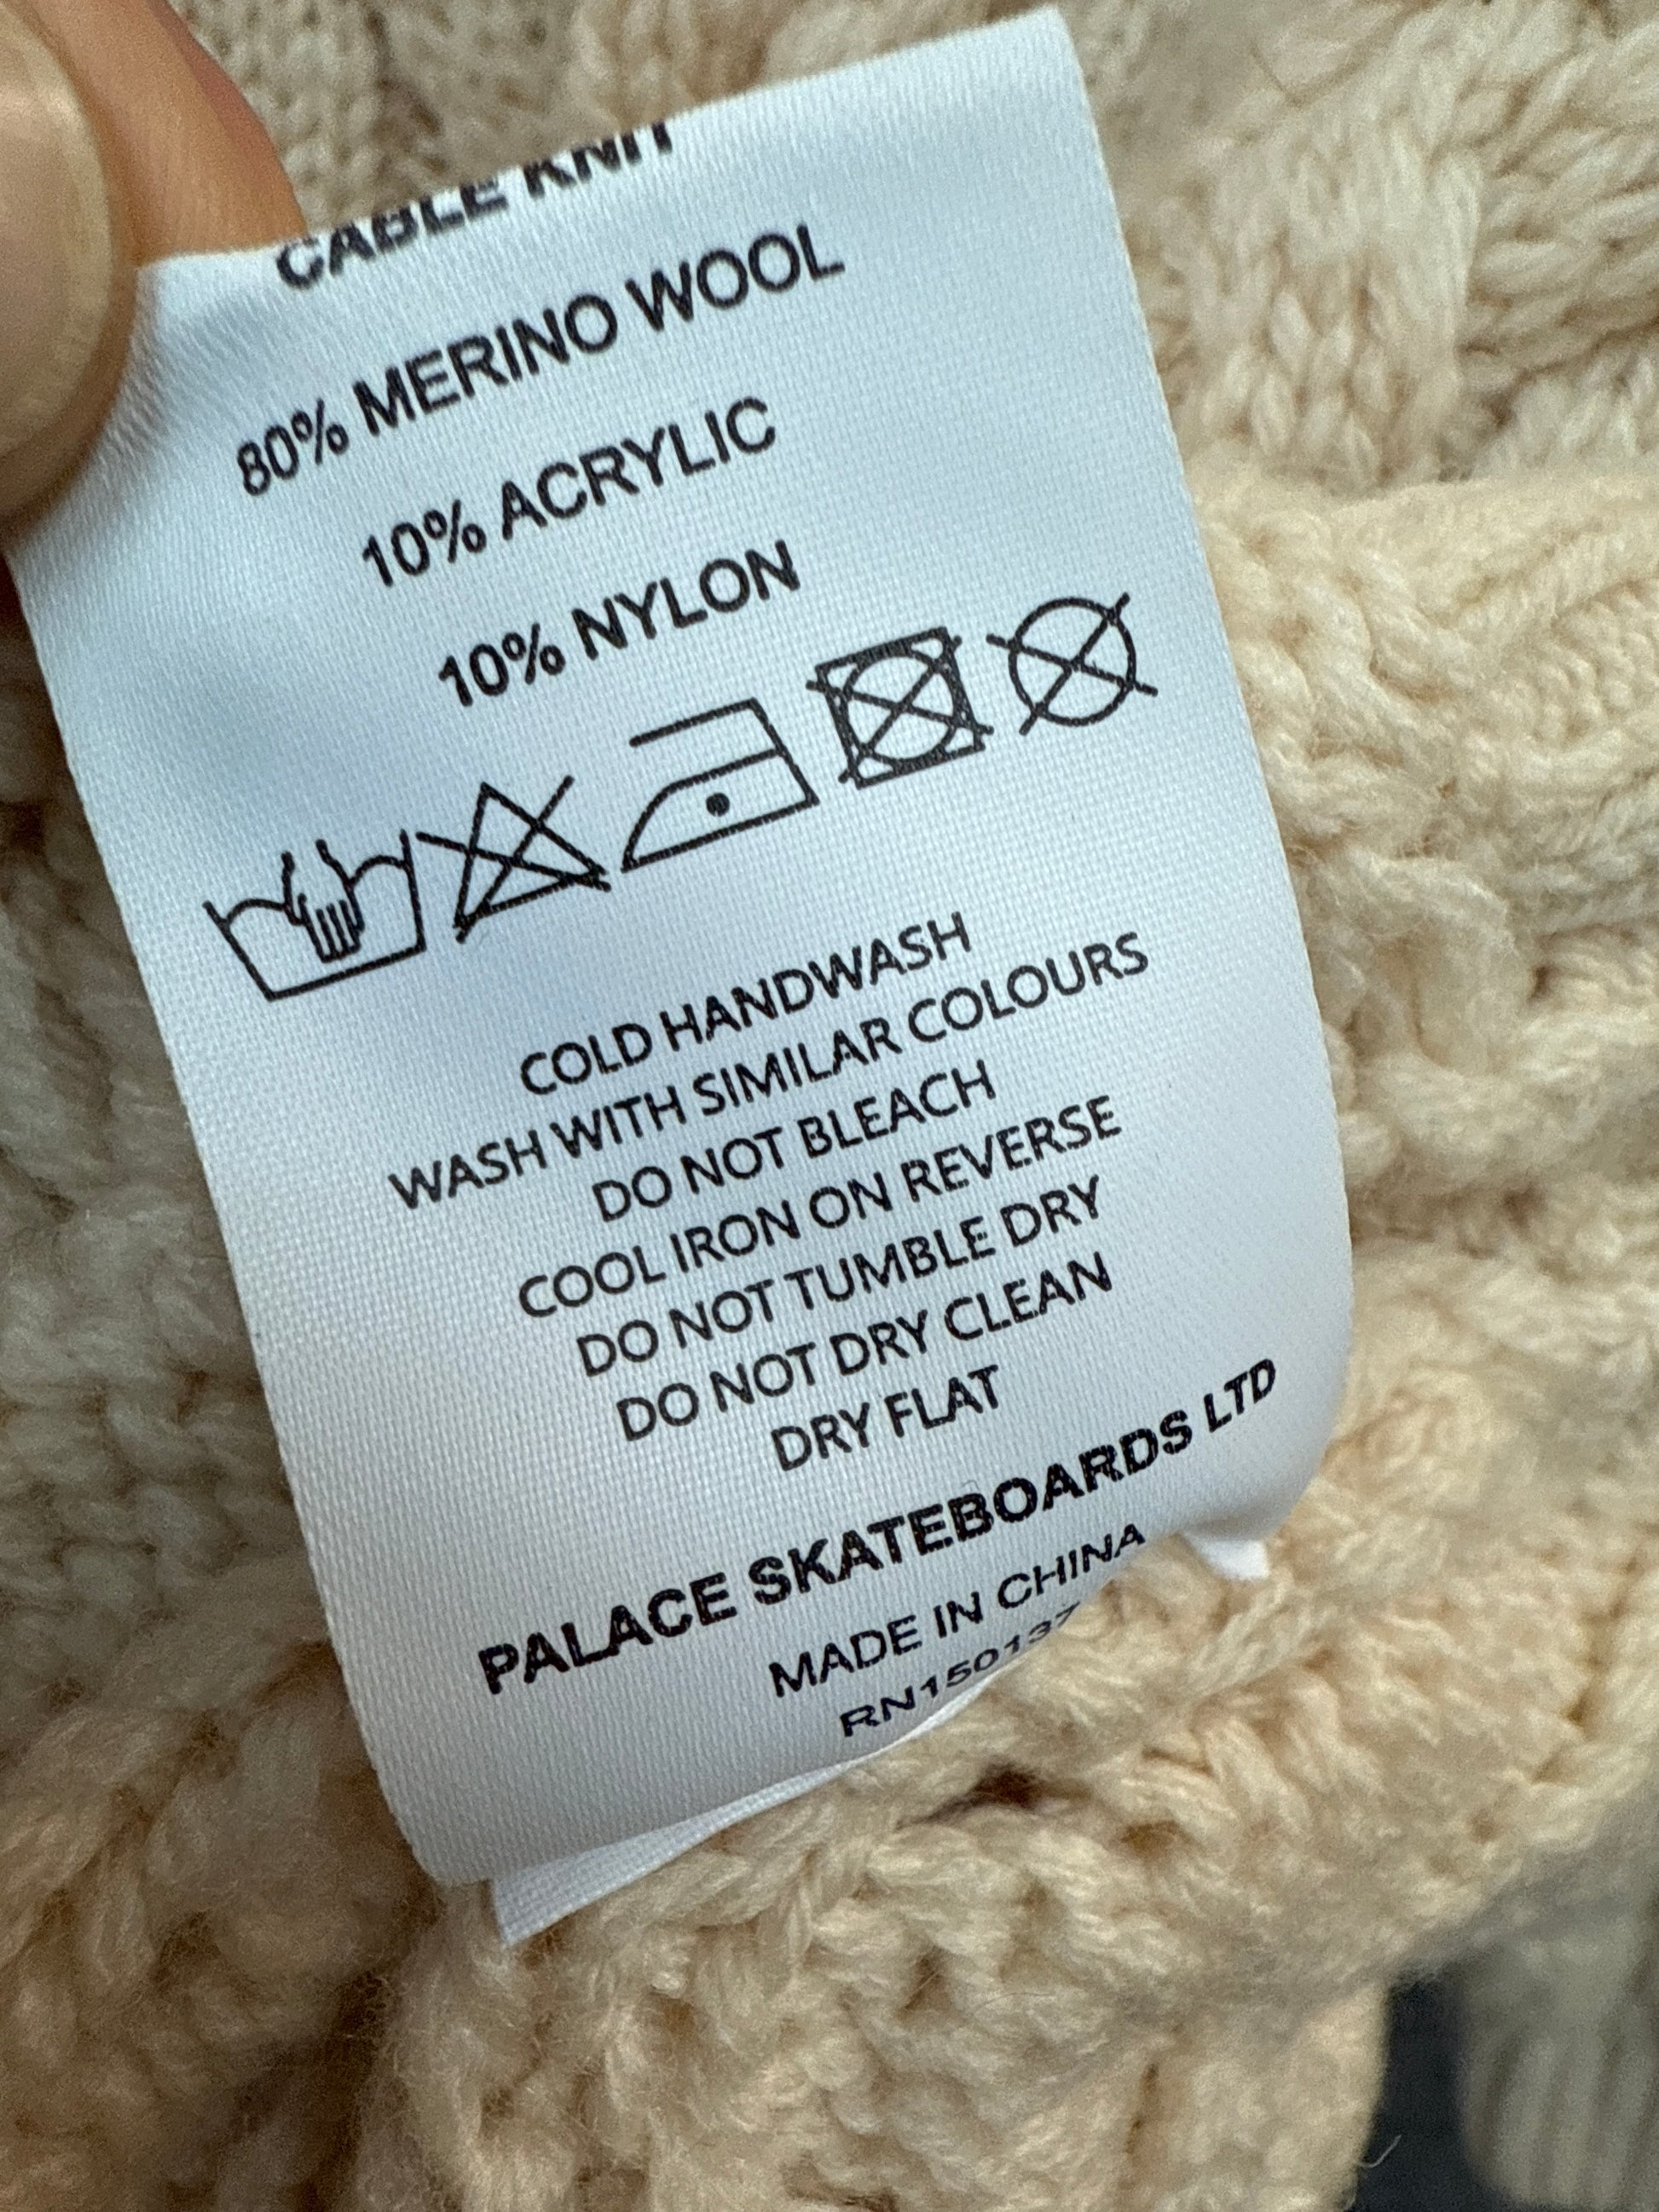 CABLE KNIT
80% MERINO WOOL
10% ACRYLIC
10% NYLON
COLD HANDWASH
WASH WITH SIMILAR COLOURS
DO NOT BLEACH
COOL IRON ON REVERSE
DO NOT TUMBLE DRY
DO NOT DRY CLEAN
DRY FLAT
PALACE SKATEBOARDS LTD
MADE IN CHINA
RN150137